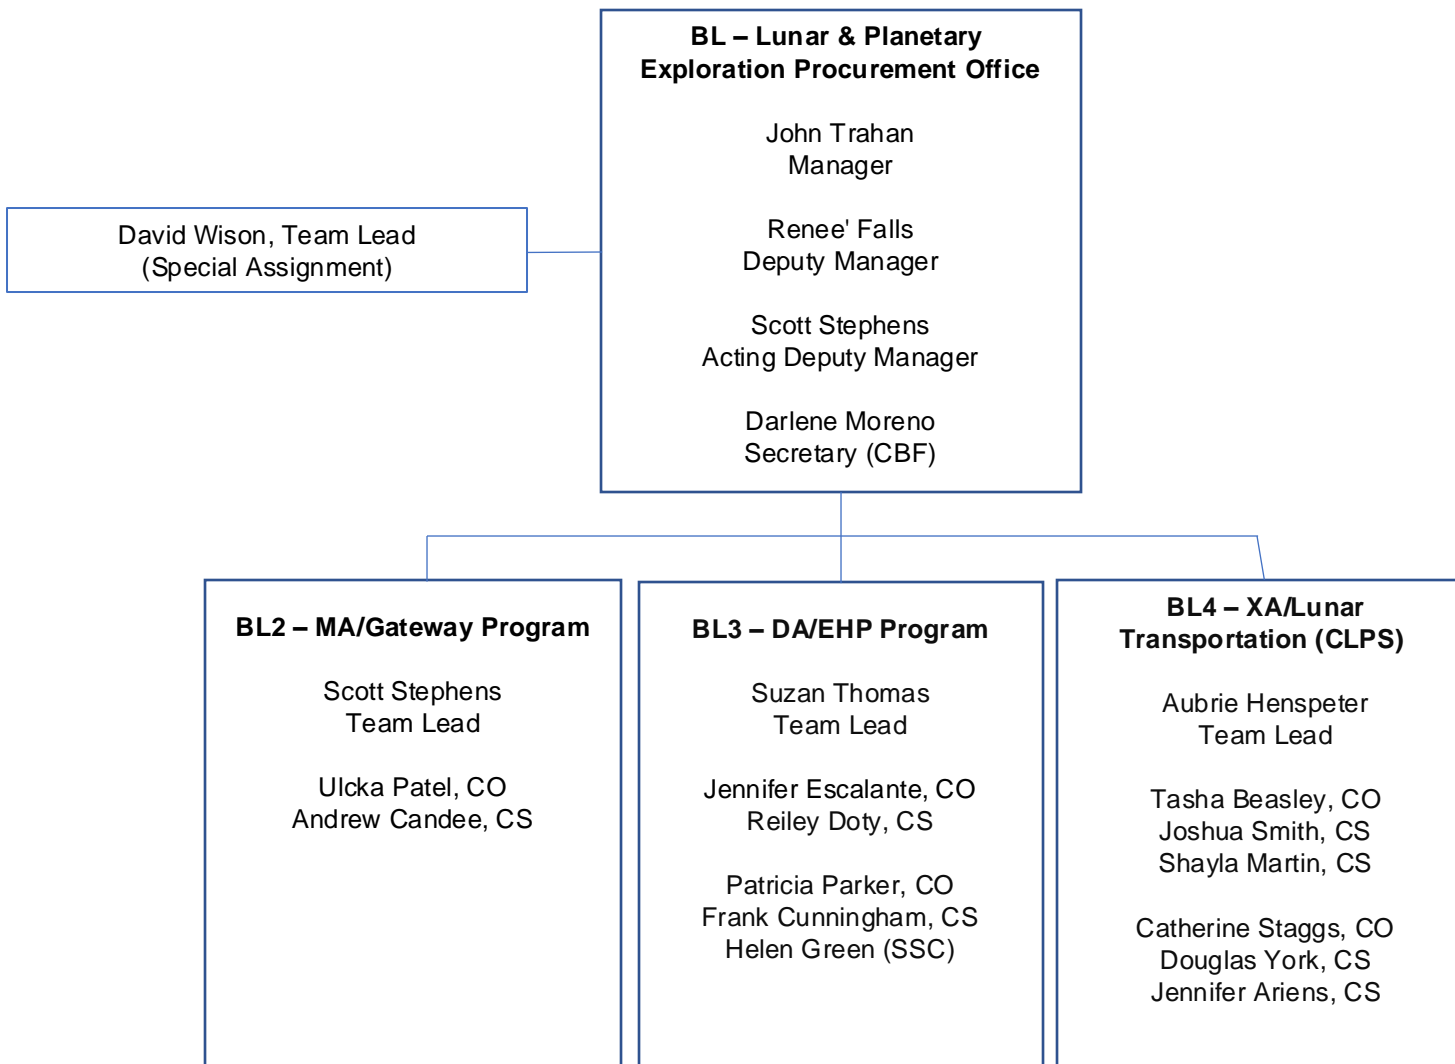 BL – Lunar & Planetary
Exploration Procurement Office
John Trahan
Manager
Renee' Falls
Deputy Manager
Scott Stephens
Acting Deputy Manager
Darlene Moreno
Secretary (CBF)
David Wison, Team Lead
(Special Assignment)
BL2 – MA/Gateway Program
Scott Stephens
Team Lead
Ulcka Patel, CO
Andrew Candee, CS
BL3 – DA/EHP Program
Suzan Thomas
Team Lead
Jennifer Escalante, CO
Reiley Doty, CS
Patricia Parker, CO
Frank Cunningham, CS
Helen Green (SSC)
BL4 – XA/Lunar
Transportation (CLPS)
Aubrie Henspeter
Team Lead
Tasha Beasley, CO
Joshua Smith, CS
Shayla Martin, CS
Catherine Staggs, CO
Douglas York, CS
Jennifer Ariens, CS